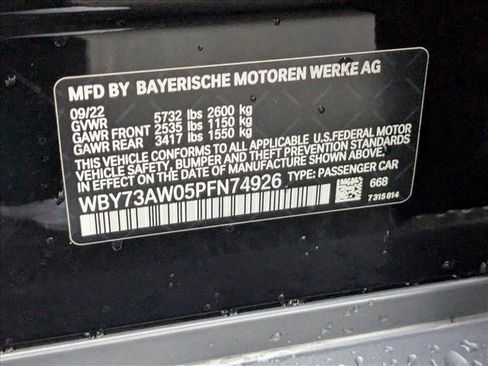 MFD BY BAYERISCHE MOTOREN WERKE AG
09/22
GVWR 5732 lbs 2600 kg
GAWR FRONT 2535 lbs 1150 kg
GAWR REAR 3417 lbs 1550 kg
THIS VEHICLE CONFORMS TO ALL APPLICABLE U.S.FEDERAL MOTOR
VEHICLE SAFETY, BUMPER AND THEFT PREVENTION STANDARDS IN
EFFECT ON THE DATE OF MANUFACTURE SHOWN ABOVE.
WBY73AW05PFN74926 TYPE: PASSENGER CAR
668
7 315 814